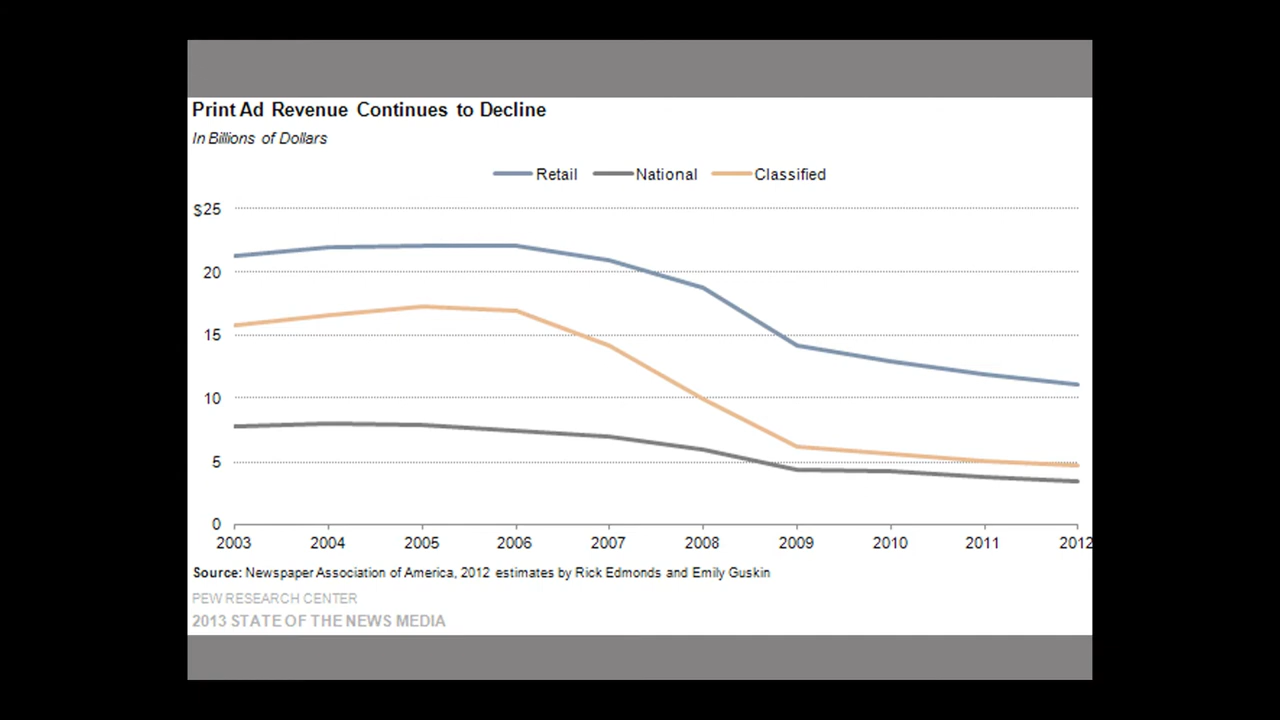 Print Ad Revenue Continues to Decline
In Billions of Dollars
Retail National Classified
$25
20
15
10
5
0
2003 2004 2005 2006 2007 2008 2009 2010 2011 2012
Source: Newspaper Association of America, 2012 estimates by Rick Edmonds and Emily Guskin
PEW RESEARCH CENTER
2013 STATE OF THE NEWS MEDIA